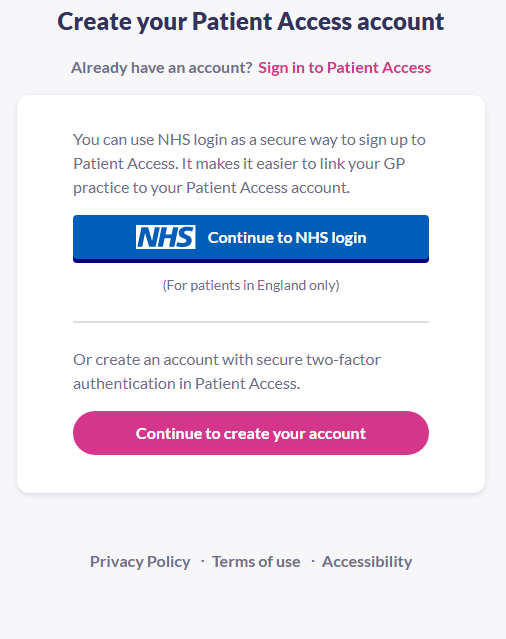 Create your Patient Access account
Already have an account? Sign in to Patient Access
You can use NHS login as a secure way to sign up to
Patient Access. It makes it easier to link your GP
practice to your Patient Access account.
NHS Continue to NHS login
(For patients in England only)
Or create an account with secure two-factor
authentication in Patient Access.
Continue to create your account
Privacy Policy · Terms of use · Accessibility